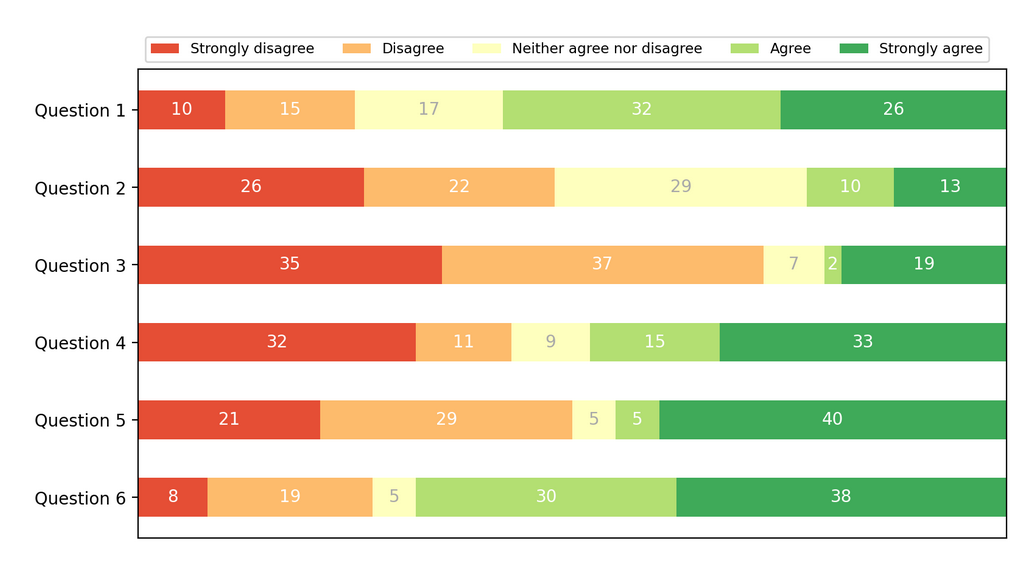 Strongly disagree Disagree Neither agree nor disagree Agree Strongly agree
Question 1 10 15 17 32 26
Question 2 26 22 29 10 13
Question 3 35 37 7 2 19
Question 4 32 11 9 15 33
Question 5 21 29 5 5 40
Question 6 8 19 5 30 38